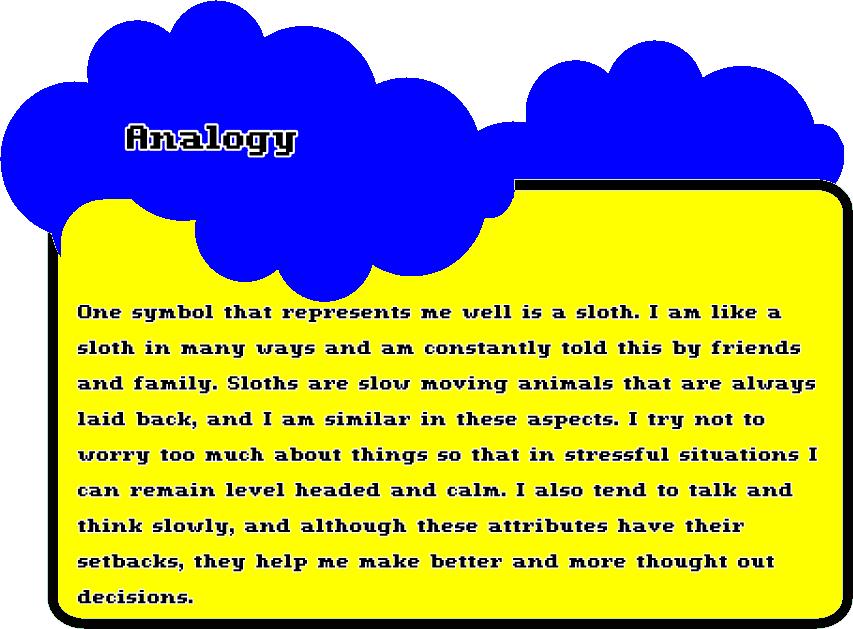 Analogy
One symbol that represents me well is a sloth. I am like a
sloth in many ways and am constantly told this by friends
and family. Sloths are slow moving animals that are always
laid back, and I am similar in these aspects. I try not to
worry too much about things so that in stressful situations I
can remain level headed and calm. I also tend to talk and
think slowly, and although these attributes have their
setbacks, they help me make better and more thought out
decisions.